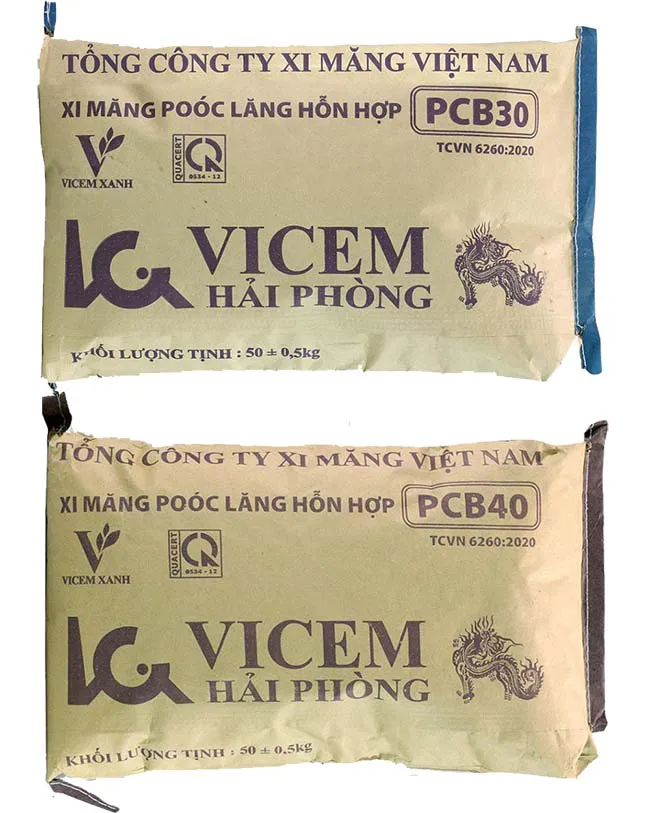 TỔNG CÔNG TY XI MĂNG VIỆT NAM
XI MĂNG POÓC LĂNG HỖN HỢP PCB30
TCVN 6260:2020
VICEM XANH
QUACERT
0534 - 12
VICEM
HẢI PHÒNG
KHỐI LƯỢNG TỊNH : 50 ± 0,5kg
TỔNG CÔNG TY XI MĂNG VIỆT NAM
XI MĂNG POÓC LĂNG HỖN HỢP PCB40
TCVN 6260:2020
VICEM XANH
QUACERT
0534 - 12
VICEM
HẢI PHÒNG
KHỐI LƯỢNG TỊNH : 50 ± 0,5kg